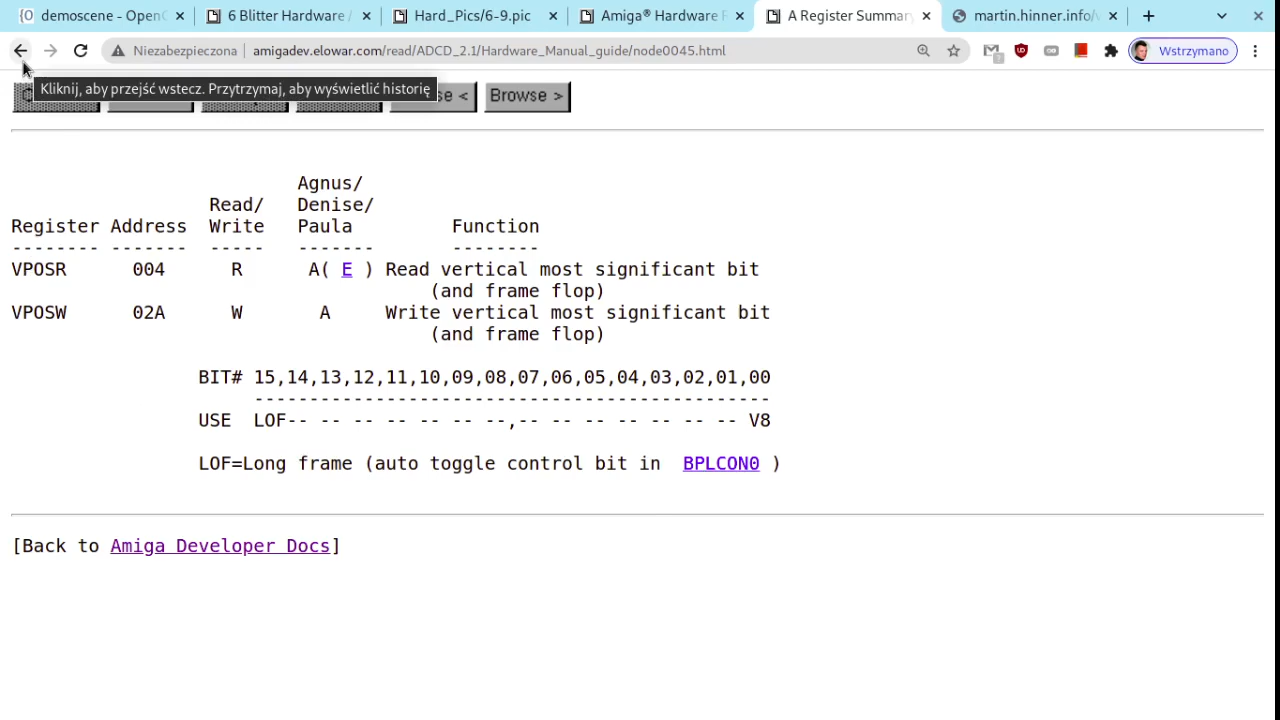 demoscene - OpenG
6 Blitter Hardware /
Hard_Pics/6-9.pic
Amiga® Hardware R
A Register Summary
martin.hinner.info/v
Niezabezpieczona
amigadev.elowar.com/read/ADCD_2.1/Hardware_Manual_guide/node0045.html
Wstrzymano
Kliknij, aby przejść wstecz. Przytrzymaj, aby wyświetlić historię
se <
Browse >
Agnus/
Read/ Denise/
Register Address Write Paula Function
-------- ------- ----- ------- --------
VPOSR 004 R A( E ) Read vertical most significant bit
(and frame flop)
VPOSW 02A W A Write vertical most significant bit
(and frame flop)
BIT# 15,14,13,12,11,10,09,08,07,06,05,04,03,02,01,00
-----------------------------------------------
USE LOF-- -- -- -- -- -- --,-- -- -- -- -- -- -- V8
LOF=Long frame (auto toggle control bit in BPLCON0 )
[Back to Amiga Developer Docs]